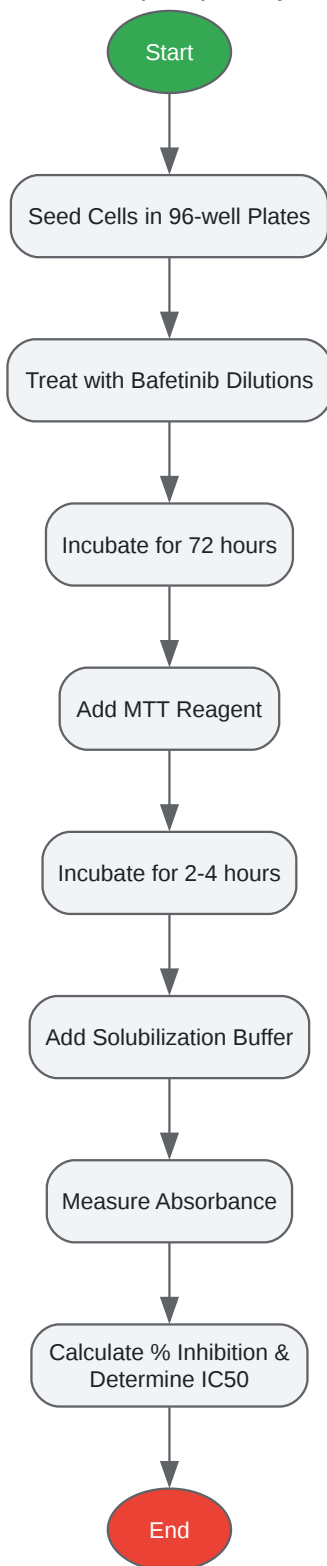 Start
Seed Cells in 96-well Plates
Treat with Bafetinib Dilutions
Incubate for 72 hours
Add MTT Reagent
Incubate for 2-4 hours
Add Solubilization Buffer
Measure Absorbance
Calculate % Inhibition &
Determine IC50
End